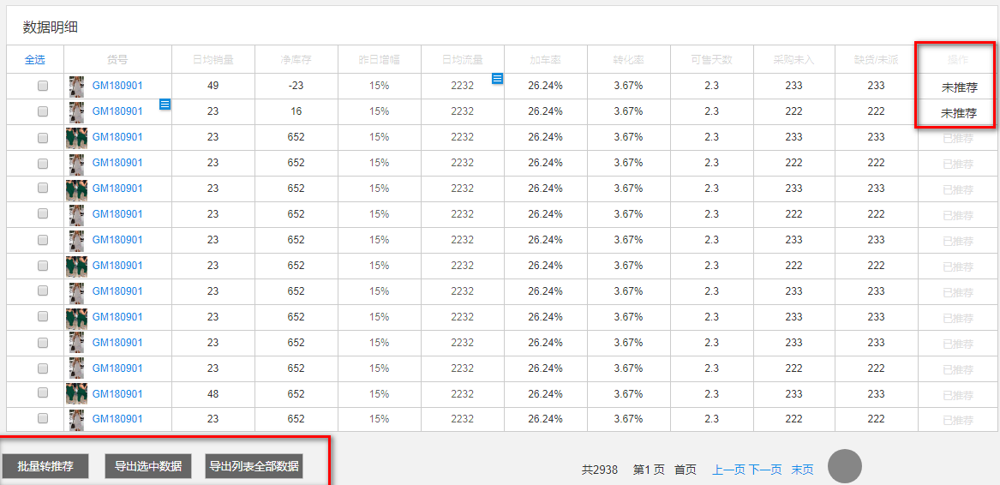 数据明细
全选 货号 日均销量 净库存 昨日增幅 日均流量 加车率 转化率 可售天数 采购未入 缺货/未派 操作
GM180901 49 -23 15% 2232 26.24% 3.67% 2.3 233 233 未推荐
GM180901 23 16 15% 2232 26.24% 3.67% 2.3 222 222 未推荐
GM180901 23 652 15% 2232 26.24% 3.67% 2.3 233 233 已推荐
GM180901 23 652 15% 2232 26.24% 3.67% 2.3 222 222 已推荐
GM180901 23 652 15% 2232 26.24% 3.67% 2.3 233 233 已推荐
GM180901 23 652 15% 2232 26.24% 3.67% 2.3 222 222 已推荐
GM180901 23 652 15% 2232 26.24% 3.67% 2.3 233 233 已推荐
GM180901 23 652 15% 2232 26.24% 3.67% 2.3 222 222 已推荐
GM180901 23 652 15% 2232 26.24% 3.67% 2.3 233 233 已推荐
GM180901 23 652 15% 2232 26.24% 3.67% 2.3 233 233 已推荐
GM180901 23 652 15% 2232 26.24% 3.67% 2.3 233 233 已推荐
GM180901 23 652 15% 2232 26.24% 3.67% 2.3 222 222 已推荐
GM180901 48 652 15% 2232 26.24% 3.67% 2.3 233 233 已推荐
GM180901 23 652 15% 2232 26.24% 3.67% 2.3 222 222 已推荐
批量转推荐 导出选中数据 导出列表全部数据 共2938 第1 页 首页 上一页 下一页 末页